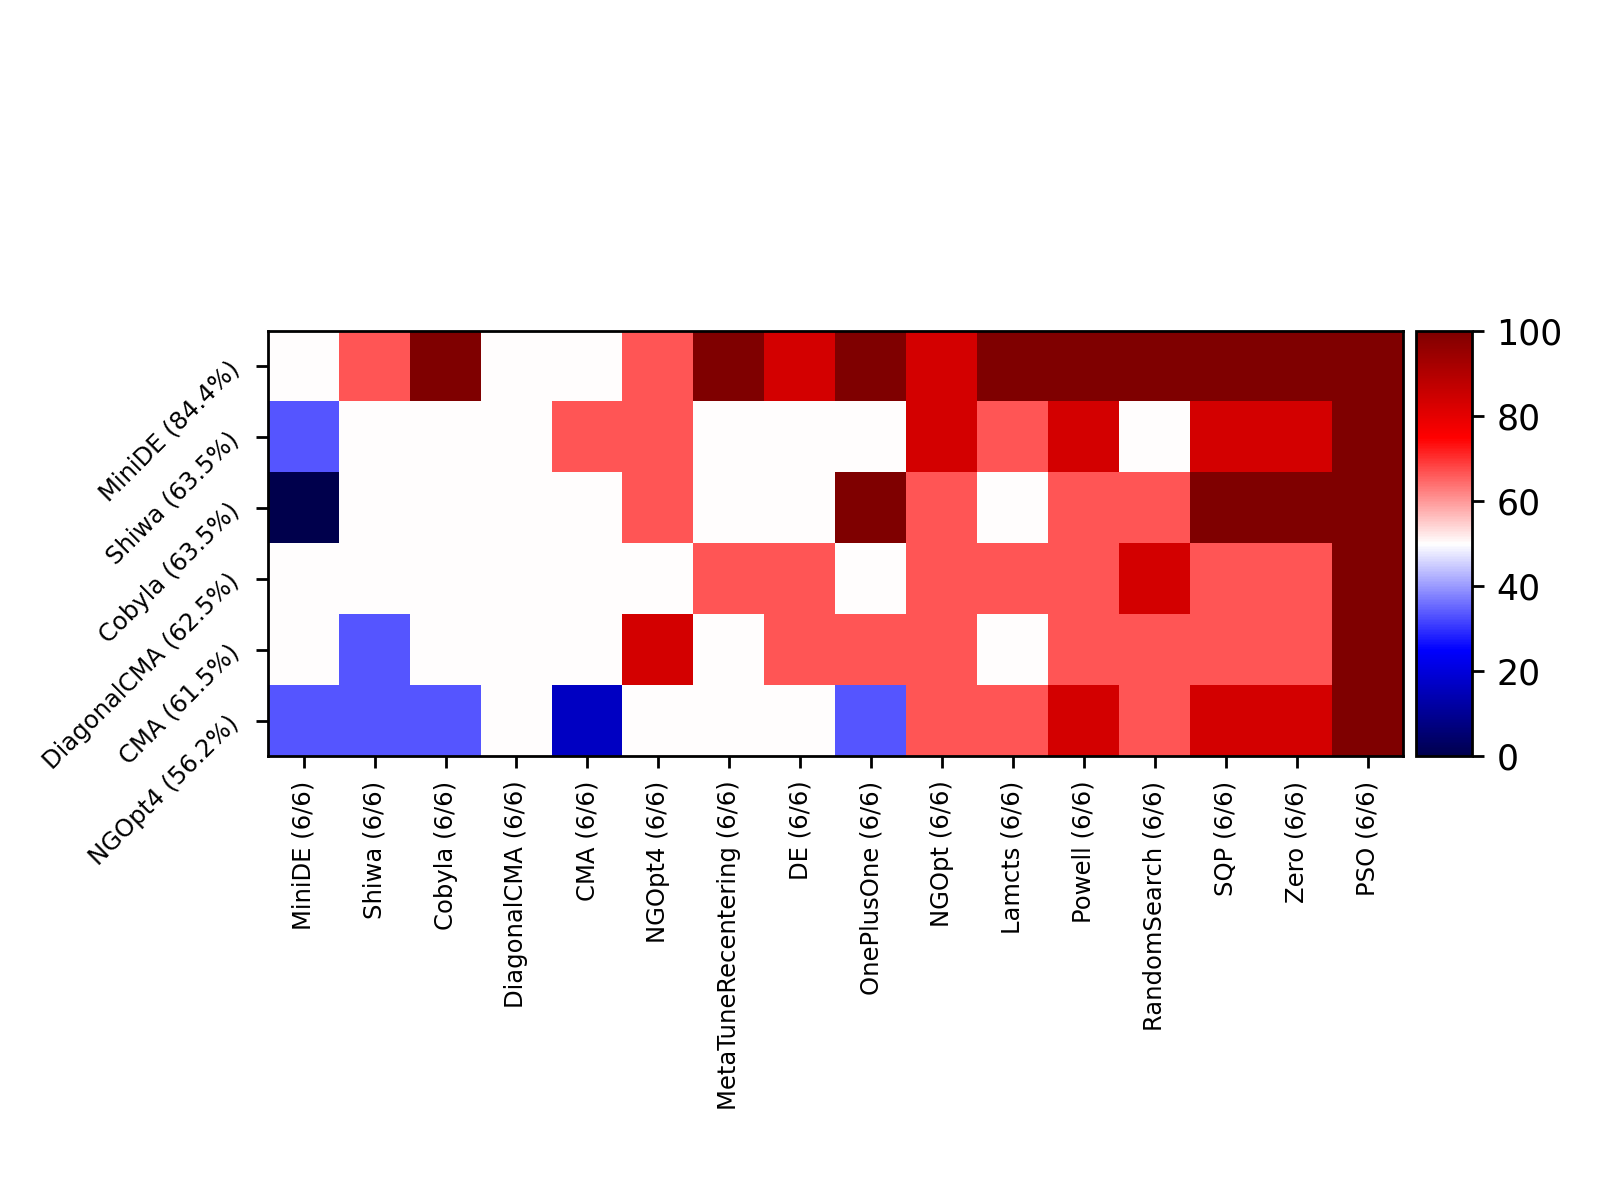 MiniDE (84.4%)
Shiwa (63.5%)
Cobyla (63.5%)
DiagonalCMA (62.5%)
CMA (61.5%)
NGOpt4 (56.2%)
MiniDE (6/6)
Shiwa (6/6)
Cobyla (6/6)
DiagonalCMA (6/6)
CMA (6/6)
NGOpt4 (6/6)
MetaTuneRecentering (6/6)
DE (6/6)
OnePlusOne (6/6)
NGOpt (6/6)
Lamcts (6/6)
Powell (6/6)
RandomSearch (6/6)
SQP (6/6)
Zero (6/6)
PSO (6/6)
100
80
60
40
20
0